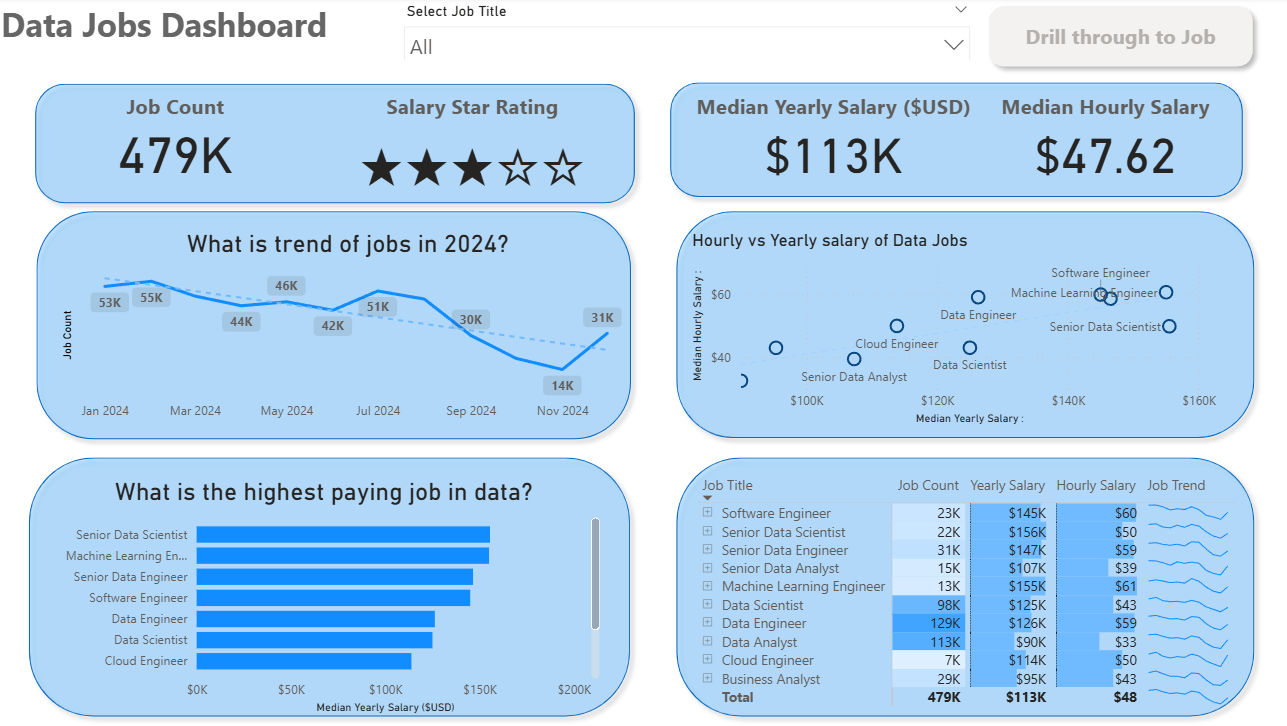 Data Jobs Dashboard
Select Job Title
All
Drill through to Job
Job Count
479K
Salary Star Rating
★★★☆☆
Median Yearly Salary ($USD)
$113K
Median Hourly Salary
$47.62
What is trend of jobs in 2024?
Job Count
53K
55K
44K
46K
42K
51K
30K
14K
31K
Jan 2024
Mar 2024
May 2024
Jul 2024
Sep 2024
Nov 2024
Hourly vs Yearly salary of Data Jobs
Median Hourly Salary :
$60
$40
Software Engineer
Machine Learning Engineer
Data Engineer
Senior Data Scientist
Cloud Engineer
Data Scientist
Senior Data Analyst
$100K
$120K
$140K
$160K
Median Yearly Salary :
What is the highest paying job in data?
Senior Data Scientist
Machine Learning En...
Senior Data Engineer
Software Engineer
Data Engineer
Data Scientist
Cloud Engineer
$0K
$50K
$100K
$150K
$200K
Median Yearly Salary ($USD)
Job Title Job Count Yearly Salary Hourly Salary Job Trend
Software Engineer 23K $145K $60
Senior Data Scientist 22K $156K $50
Senior Data Engineer 31K $147K $59
Senior Data Analyst 15K $107K $39
Machine Learning Engineer 13K $155K $61
Data Scientist 98K $125K $43
Data Engineer 129K $126K $59
Data Analyst 113K $90K $33
Cloud Engineer 7K $114K $50
Business Analyst 29K $95K $43
Total 479K $113K $48